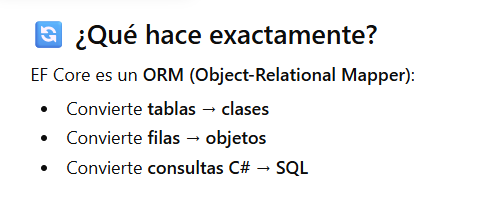 🔄 ¿Qué hace exactamente?
EF Core es un ORM (Object-Relational Mapper):
• Convierte tablas → clases
• Convierte filas → objetos
• Convierte consultas C# → SQL